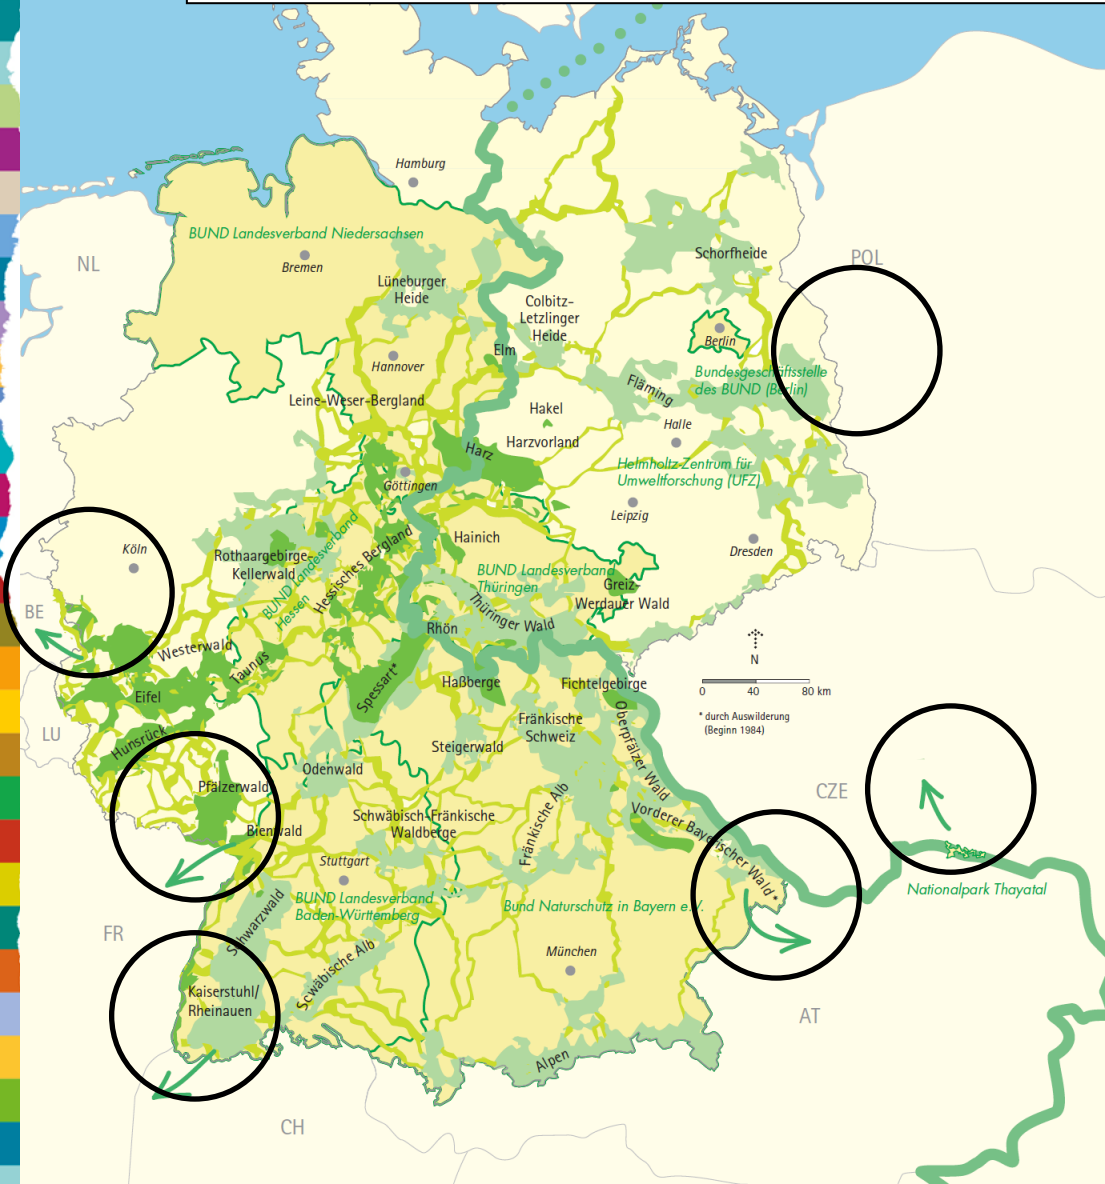 Hamburg
BUND Landesverband Niedersachsen
Bremen
NL
Lüneburger
Heide
Schorfheide
POL
Colbitz-
Letzlinger
Heide
Berlin
Elm
Hannover
Bundesgeschäftsstelle
des BUND (Berlin)
Fläming
Leine-Weser-Bergland
Hakel
Halle
Harzvorland
Harz
Helmholtz-Zentrum für
Umweltforschung (UFZ)
Göttingen
Leipzig
Köln
Hainich
Dresden
Rothaargebirge-
Kellerwald
BUND Landesverband
Hessen
Hessisches Bergland
BUND Landesverband
Thüringen
Greiz-
Werdauer Wald
BE
Thüringer Wald
Rhön
Westerwald
Taunus
N
0 40 80 km
* durch Auswilderung
(Beginn 1984)
Eifel
Spessart*
Haßberge
Fichtelgebirge
LU
Hunsrück
Fränkische
Schweiz
Steigerwald
Oberpfälzer Wald
Odenwald
Pfälzerwald
CZE
Bienwald
Schwäbisch-Fränkische
Waldberge
Fränkische Alb
Vorderer Bayerischer Wald*
Stuttgart
BUND Landesverband
Baden-Württemberg
Bund Naturschutz in Bayern e.V.
Nationalpark Thayatal
FR
Schwarzwald
Scwäbische Alb
München
Kaiserstuhl/
Rheinauen
AT
Alpen
CH